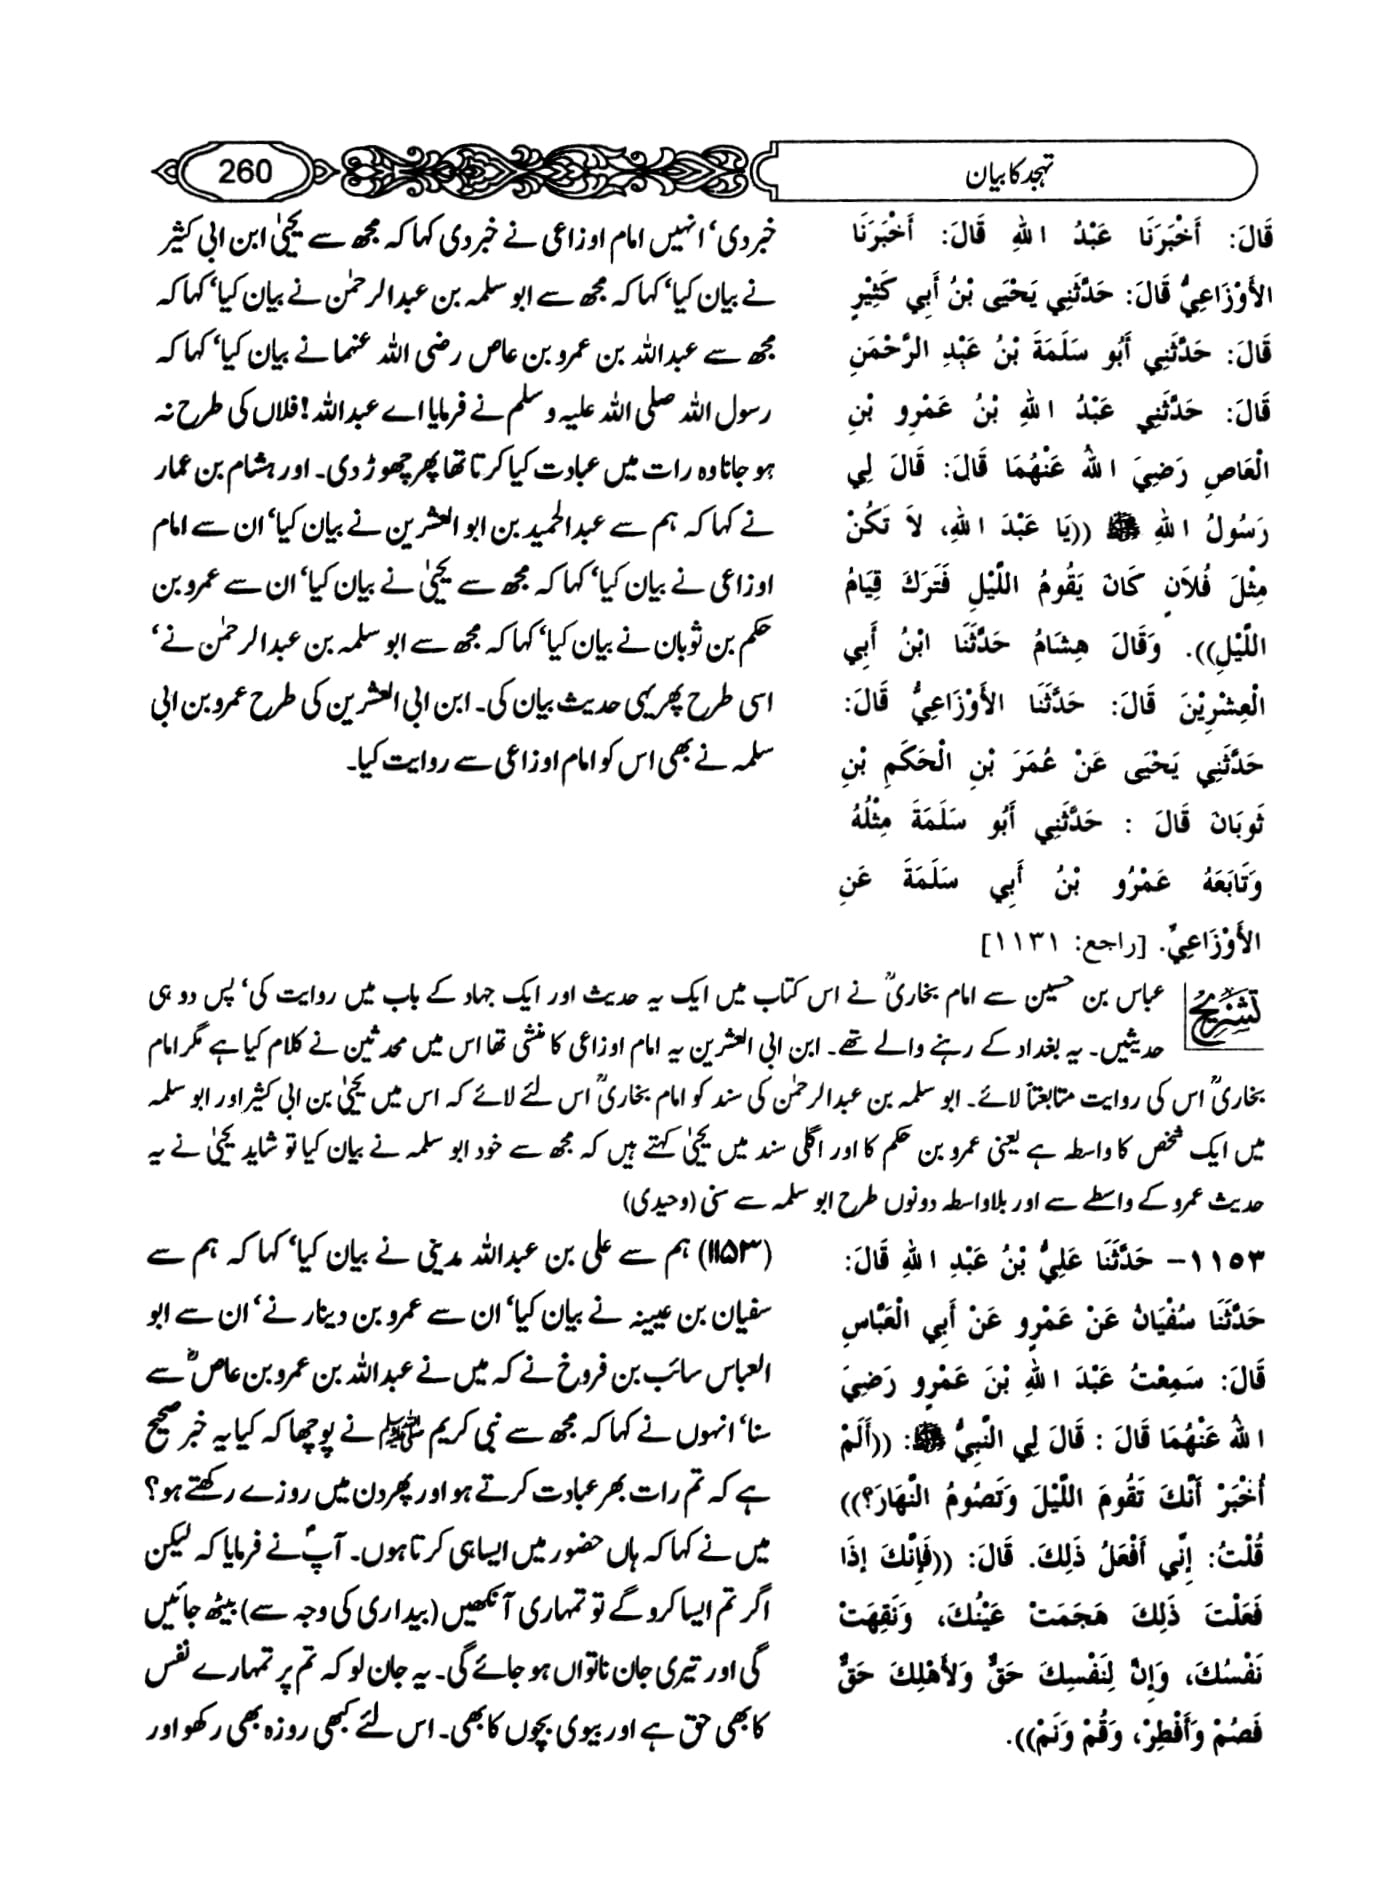 تہجد کا بیان
260
قَالَ: أَخْبَرَنَا عَبْدُ اللهِ قَالَ: أَخْبَرَنَا
الأَوْزَاعِيُّ قَالَ: حَدَّثَنِي يَحْيَى بْنُ أَبِي كَثِيْرٍ
قَالَ: حَدَّثَنِي أَبُو سَلَمَةَ بْنُ عَبْدِ الرَّحْمَنِ
قَالَ: حَدَّثَنِي عَبْدُ اللهِ بْنُ عَمْرِو بْنِ
الْعَاصِ رَضِيَ اللهُ عَنْهُمَا قَالَ: قَالَ لِي
رَسُولُ اللهِ ﷺ ((يَا عَبْدَ اللهِ، لاَ تَكُنْ
مِثْلَ فُلاَنٍ كَانَ يَقُومُ اللَّيْلِ فَتَرَكَ قِيَامُ
اللَّيْلِ)). وَقَالَ هِشَامُ حَدَّثَنَا ابْنُ أَبِي
الْعِشْرِيْنَ قَالَ: حَدَّثَنَا الأَوْزَاعِيُّ قَالَ:
حَدَّثَنِي يَحْيَى عَنْ عُمَرَ بْنِ الْحَكَمِ بْنِ
ثَوبَانَ قَالَ : حَدَّثَنِي أَبُو سَلَمَةَ مِثْلَهُ
وَتَابَعَهُ عَمْرُو بْنُ أَبِي سَلَمَةَ عَنِ
الأَوْزَاعِيِّ. [راجع: ١١٣١]
خبر دی‘ انہیں امام اوزاعی نے خبر دی کہا کہ مجھ سے یحییٰ ابن ابی کثیر
نے بیان کیا‘ کہا کہ مجھ سے ابو سلمہ بن عبدالرحمٰن نے بیان کیا‘ کہا کہ
مجھ سے عبداللہ بن عمرو بن عاص رضی اللہ عنما نے بیان کیا‘ کہا کہ
رسول اللہ صلی اللہ علیہ وسلم نے فرمایا اے عبداللہ! فلاں کی طرح نہ
ہو جانا وہ رات میں عبادت کیا کرتا تھا پھر چھوڑ دی۔ اور ہشام بن عمار
نے کہا کہ ہم سے عبدالحمید بن ابو العشرین نے بیان کیا‘ ان سے امام
اوزاعی نے بیان کیا‘ کہا کہ مجھ سے یحییٰ نے بیان کیا‘ ان سے عمرو بن
حکم بن ثوبان نے بیان کیا‘ کہا کہ مجھ سے ابو سلمہ بن عبدالرحمٰن نے‘
اسی طرح پھر یہی حدیث بیان کی۔ ابن ابی العشرین کی طرح عمرو بن ابی
سلمہ نے بھی اس کو امام اوزاعی سے روایت کیا۔
تشریح
عباس بن حسین سے امام بخاریؒ نے اس کتاب میں ایک یہ حدیث اور ایک جہاد کے باب میں روایت کی‘ پس دو ہی
حدیثیں۔ یہ بغداد کے رہنے والے تھے۔ ابن ابی العشرین یہ امام اوزاعی کا منشی تھا اس میں محدثین نے کلام کیا ہے مگر امام
بخاریؒ اس کی روایت متابعتاً لائے۔ ابو سلمہ بن عبدالرحمٰن کی سند کو امام بخاریؒ اس لئے لائے کہ اس میں یحییٰ بن ابی کثیر اور ابو سلمہ
میں ایک شخص کا واسطہ ہے یعنی عمرو بن حکم کا اور اگلی سند میں یحییٰ کہتے ہیں کہ مجھ سے خود ابو سلمہ نے بیان کیا تو شاید یحییٰ نے یہ
حدیث عمرو کے واسطے سے اور بلاواسطہ دونوں طرح ابو سلمہ سے سنی (وحیدی)
١١٥٣- حَدَّثَنَا عَلِيُّ بْنُ عَبْدِ اللهِ قَالَ:
حَدَّثَنَا سُفْيَانُ عَنْ عَمْرٍو عَنْ أَبِي الْعَبَّاسِ
قَالَ: سَمِعْتُ عَبْدَ اللهِ بْنَ عَمْرٍو رَضِيَ
اللهُ عَنْهُمَا قَالَ : قَالَ لِي النَّبِيُّ ﷺ: ((أَلَمْ
أُخْبَرْ أَنَّكَ تَقُومَ اللَّيْلَ وَتَصُومُ النَّهَارَ؟))
قُلْتُ: إِنِّي أَفْعَلُ ذَلِكَ. قَالَ: ((فَإِنَّكَ إِذَا
فَعَلْتَ ذَلِكَ هَجَمَتْ عَيْنُكَ، وَنَفِهَتْ
نَفْسُكَ، وَإِنَّ لِنَفْسِكَ حَقٌّ وَلأَهْلِكَ حَقٌّ
فَصُمْ وَأَفْطِرْ، وَقُمْ وَنَمْ)).
(۱۱۵۳) ہم سے علی بن عبداللہ مدینی نے بیان کیا‘ کہا کہ ہم سے
سفیان بن عیینہ نے بیان کیا‘ ان سے عمرو بن دینار نے‘ ان سے ابو
العباس سائب بن فروخ نے کہ میں نے عبداللہ بن عمرو بن عاصؓ سے
سنا‘ انہوں نے کہا کہ مجھ سے نبی کریم ﷺ نے پوچھا کہ کیا یہ خبر صحیح
ہے کہ تم رات بھر عبادت کرتے ہو اور پھر دن میں روزے رکھتے ہو؟
میں نے کہا کہ ہاں حضور میں ایسا ہی کرتا ہوں۔ آپؐ نے فرمایا کہ لیکن
اگر تم ایسا کرو گے تو تمہاری آنکھیں (بیداری کی وجہ سے) بیٹھ جائیں
گی اور تیری جان ناتواں ہو جائے گی۔ یہ جان لو کہ تم پر تمہارے نفس
کا بھی حق ہے اور بیوی بچوں کا بھی۔ اس لئے کبھی روزہ بھی رکھو اور